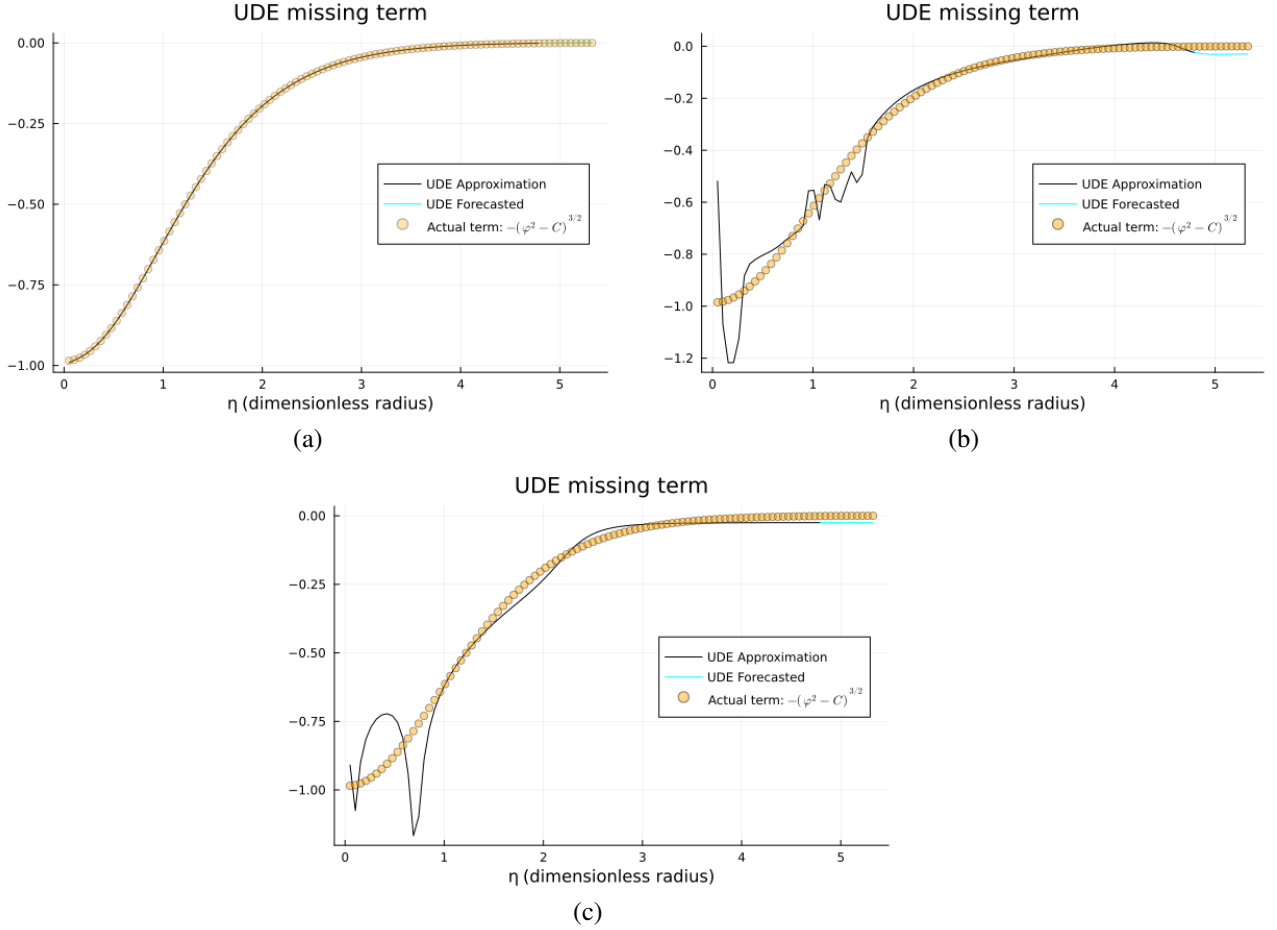 UDE missing term
0.00
−0.25
−0.50
−0.75
−1.00
0 1 2 3 4 5
η (dimensionless radius)
UDE Approximation
UDE Forecasted
Actual term: −(φ² − C)^{3/2}
(a)
UDE missing term
0.0
−0.2
−0.4
−0.6
−0.8
−1.0
−1.2
0 1 2 3 4 5
η (dimensionless radius)
UDE Approximation
UDE Forecasted
Actual term: −(φ² − C)^{3/2}
(b)
UDE missing term
0.00
−0.25
−0.50
−0.75
−1.00
0 1 2 3 4 5
η (dimensionless radius)
UDE Approximation
UDE Forecasted
Actual term: −(φ² − C)^{3/2}
(c)